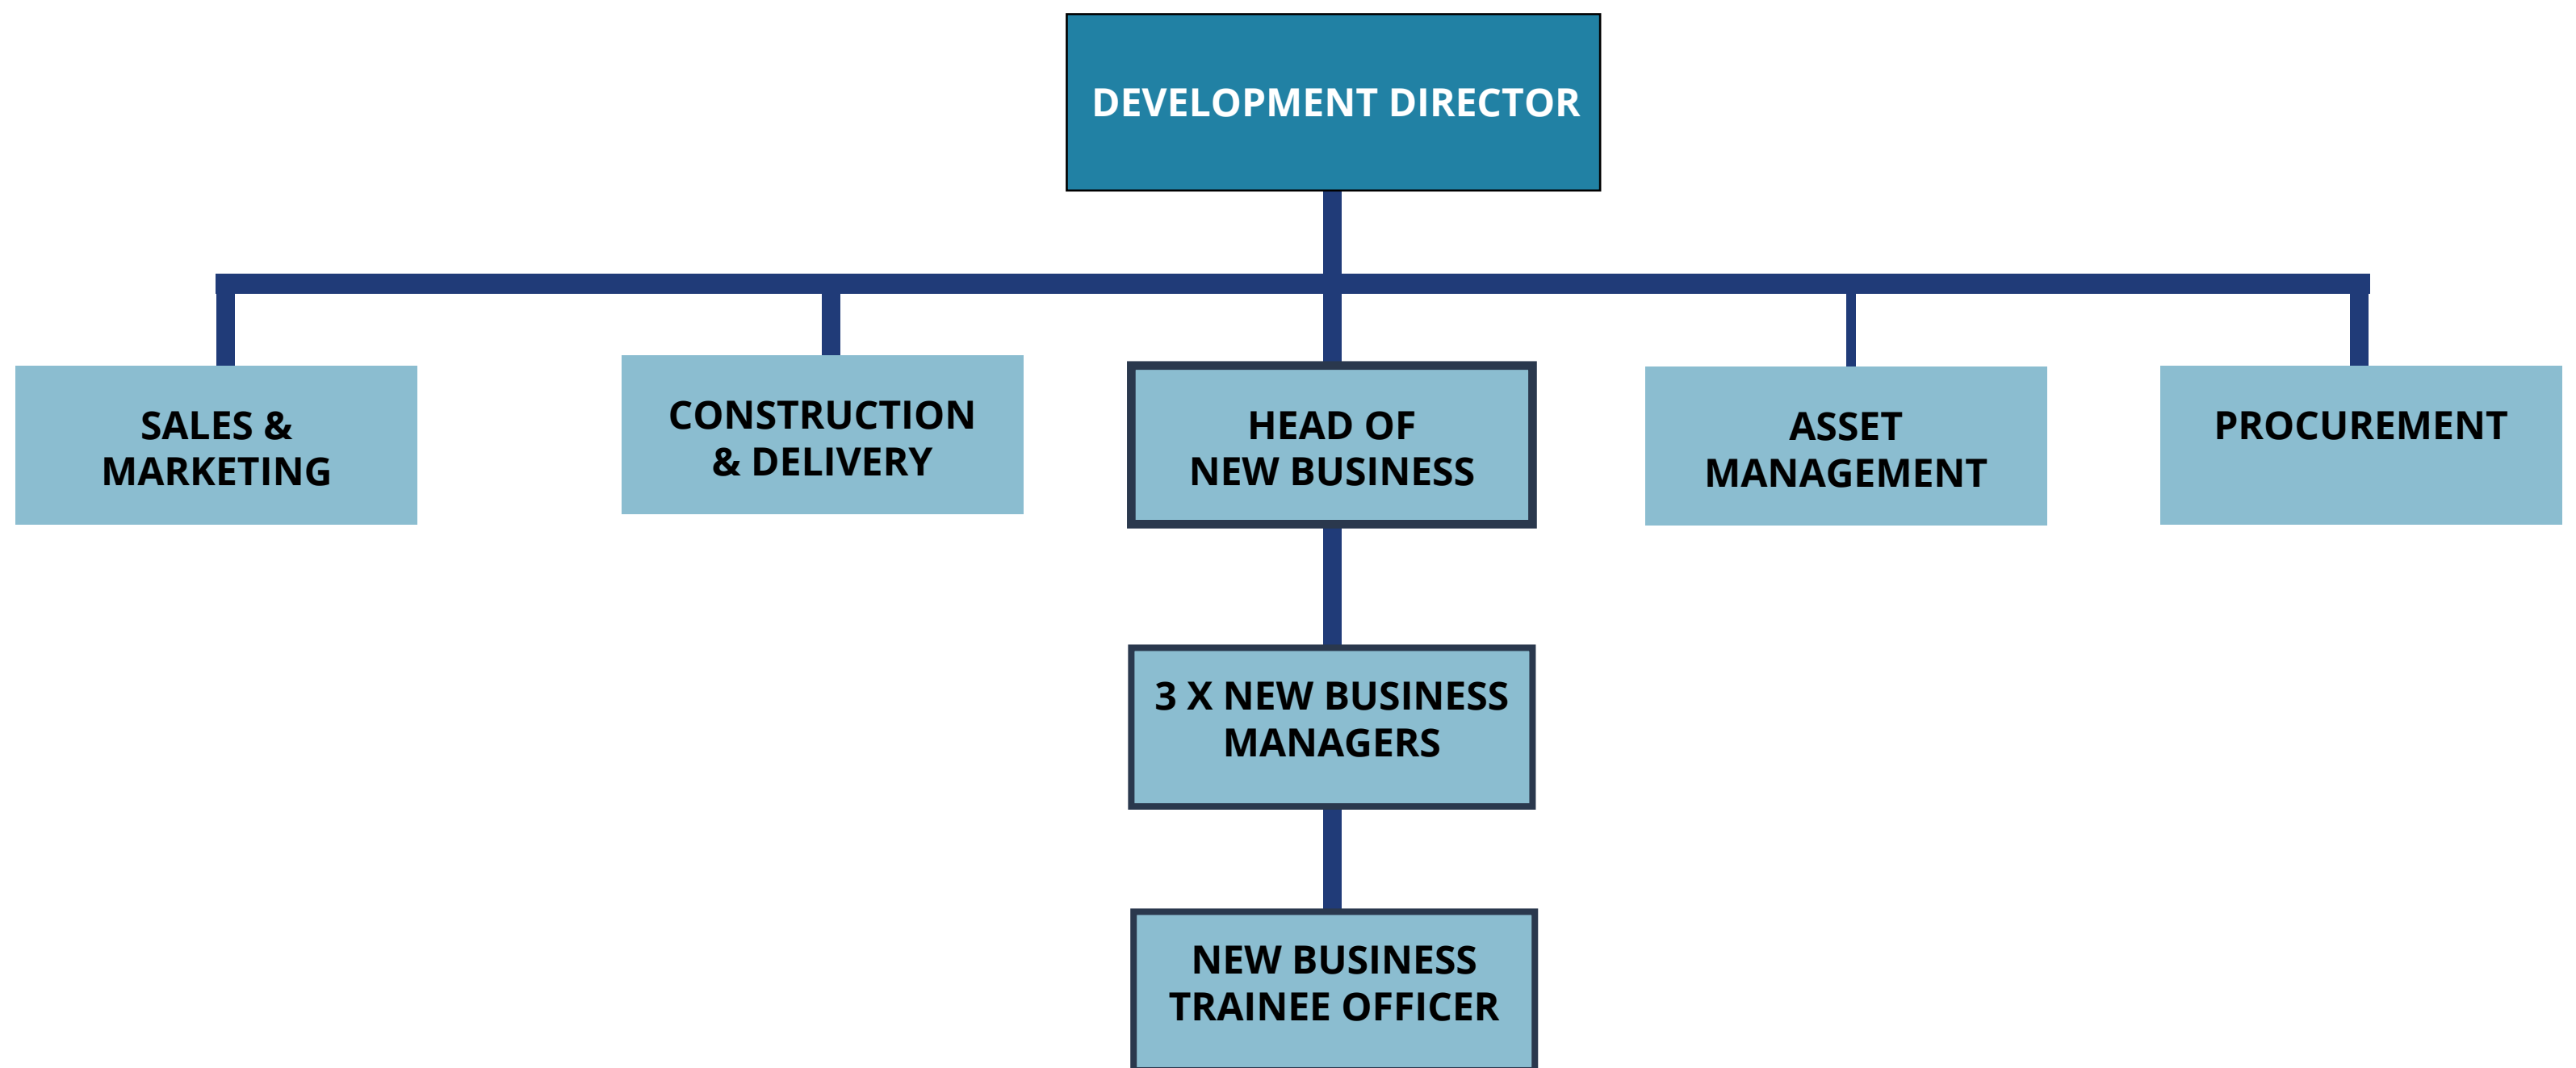 DEVELOPMENT DIRECTOR
SALES &
MARKETING
CONSTRUCTION
& DELIVERY
HEAD OF
NEW BUSINESS
ASSET
MANAGEMENT
PROCUREMENT
3 X NEW BUSINESS
MANAGERS
NEW BUSINESS
TRAINEE OFFICER